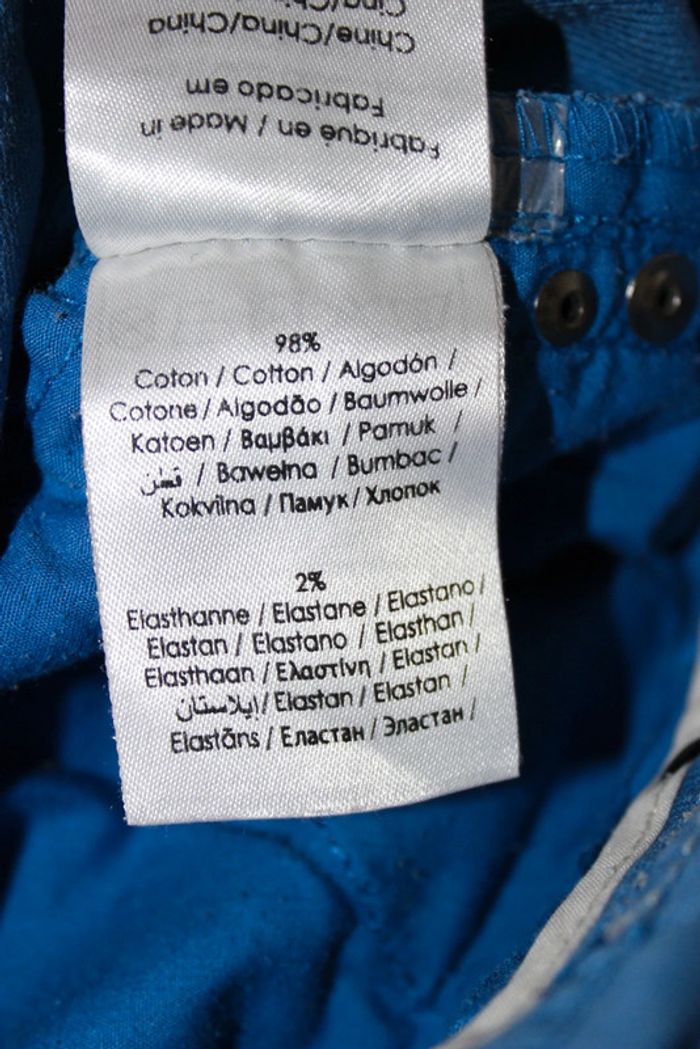 Fabriqué en / Made in
Fabricado em
Chine/China/China
98%
Coton / Cotton / Algodón /
Cotone / Algodão / Baumwolle /
Katoen / Βαμβάκι / Pamuk /
قطن / Bawełna / Bumbac /
Kokvilna / Памук / Хлопок
2%
Elasthanne / Elastane / Elastano /
Elastan / Elastano / Elasthan /
Elasthaan / Ελαστίνη / Elastan /
إيلاستان / Elastan / Elastan /
Elastāns / Еластан / Эластан /